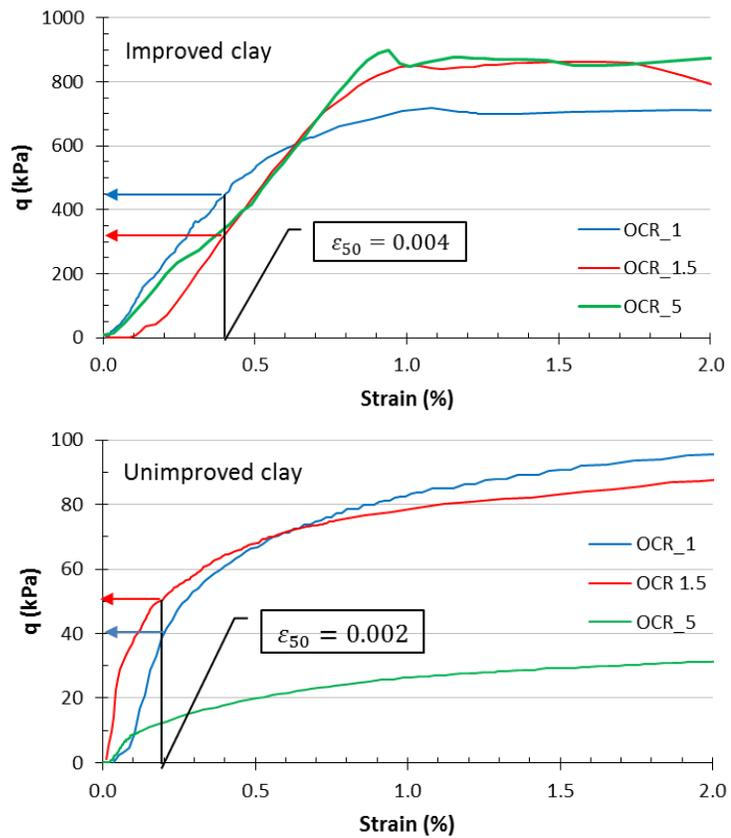 1000
Improved clay
800
600
q (kPa)
400
ε50 = 0.004
OCR_1
OCR_1.5
OCR_5
200
0
0.0 0.5 1.0 1.5 2.0
Strain (%)
100
Unimproved clay
80
OCR_1
60
OCR 1.5
q (kPa)
OCR_5
40
ε50 = 0.002
20
0
0.0 0.5 1.0 1.5 2.0
Strain (%)